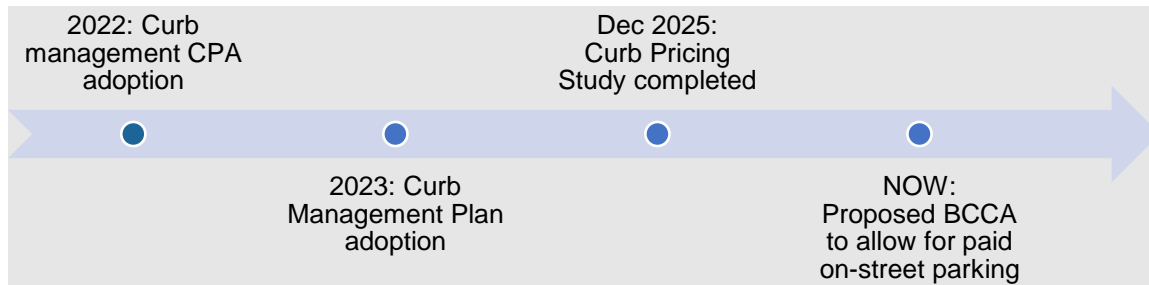 2022: Curb
management CPA
adoption
2023: Curb
Management Plan
adoption
Dec 2025:
Curb Pricing
Study completed
NOW:
Proposed BCCA
to allow for paid
on-street parking